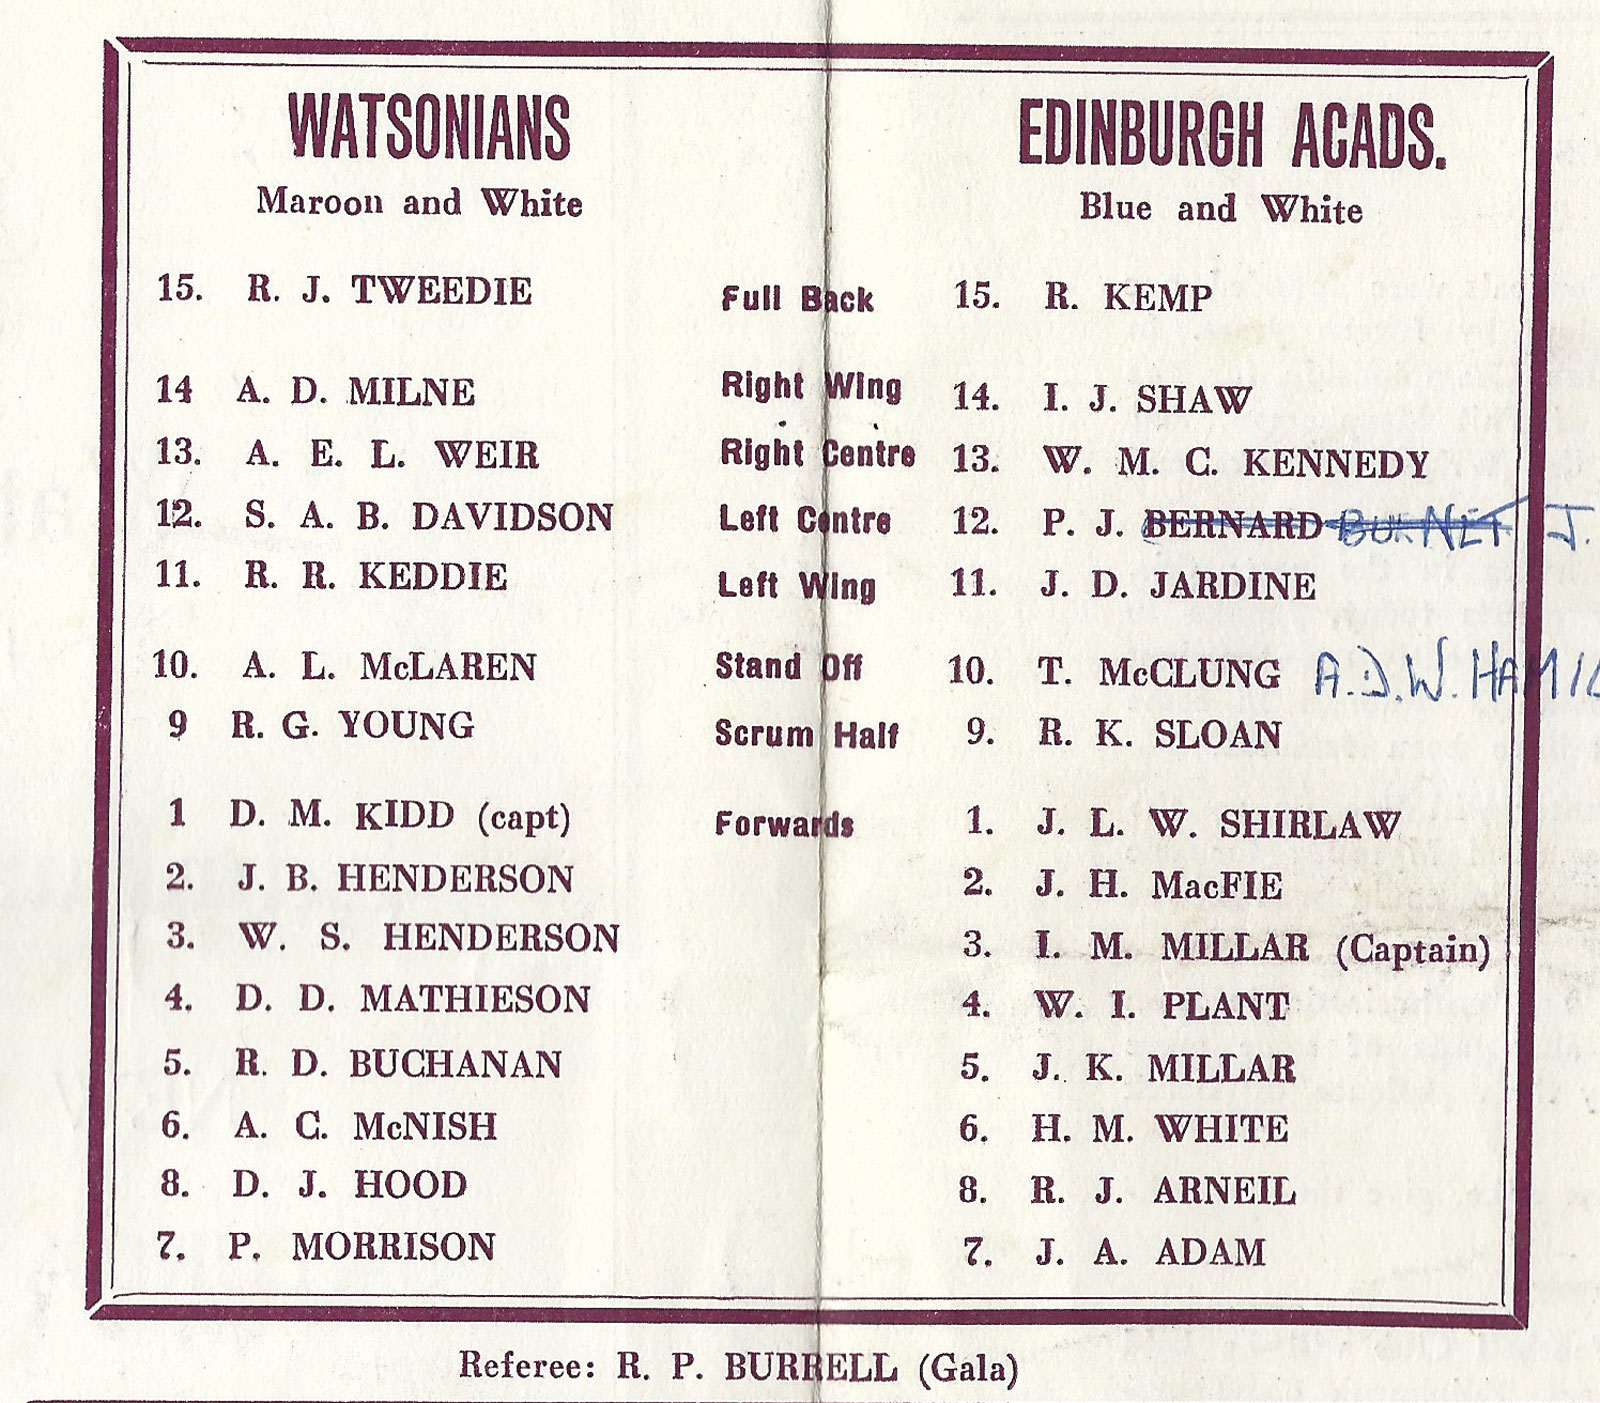 WATSONIANS EDINBURGH ACADS.
Maroon and White Blue and White
15. R. J. TWEEDIE Full Back 15. R. KEMP
14 A. D. MILNE Right Wing 14. I. J. SHAW
13. A. E. L. WEIR Right Centre 13. W. M. C. KENNEDY
12. S. A. B. DAVIDSON Left Centre 12. P. J. BERNARD BURNET J.
11. R. R. KEDDIE Left Wing 11. J. D. JARDINE
10. A. L. McLAREN Stand Off 10. T. McCLUNG A.D.W. HAMIL
9 R. G. YOUNG Scrum Half 9. R. K. SLOAN
1 D. M. KIDD (capt) Forwards 1. J. L. W. SHIRLAW
2. J. B. HENDERSON 2. J. H. MacFIE
3. W. S. HENDERSON 3. I. M. MILLAR (Captain)
4. D. D. MATHIESON 4. W. I. PLANT
5. R. D. BUCHANAN 5. J. K. MILLAR
6. A. C. McNISH 6. H. M. WHITE
8. D. J. HOOD 8. R. J. ARNEIL
7. P. MORRISON 7. J. A. ADAM
Referee: R. P. BURRELL (Gala)